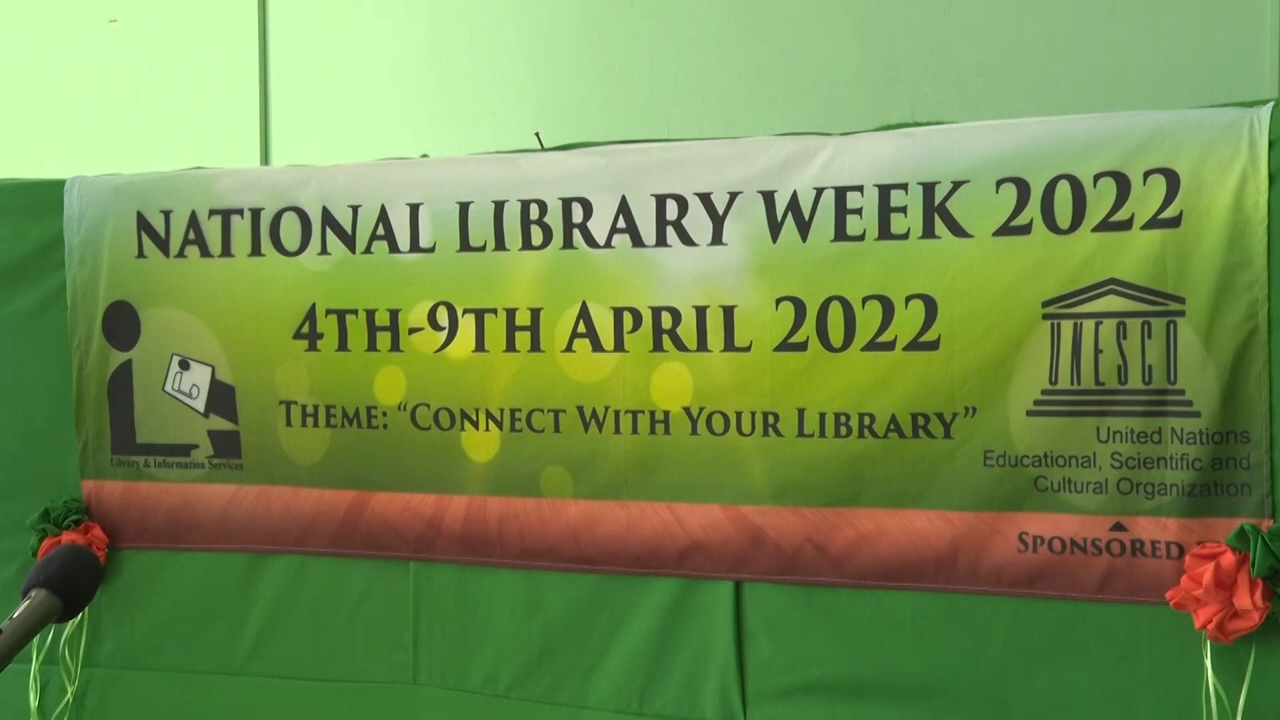 NATIONAL LIBRARY WEEK 2022
4TH-9TH APRIL 2022
THEME: “CONNECT WITH YOUR LIBRARY”
Library & Information Services
UNESCO
United Nations
Educational, Scientific and
Cultural Organization
SPONSORED